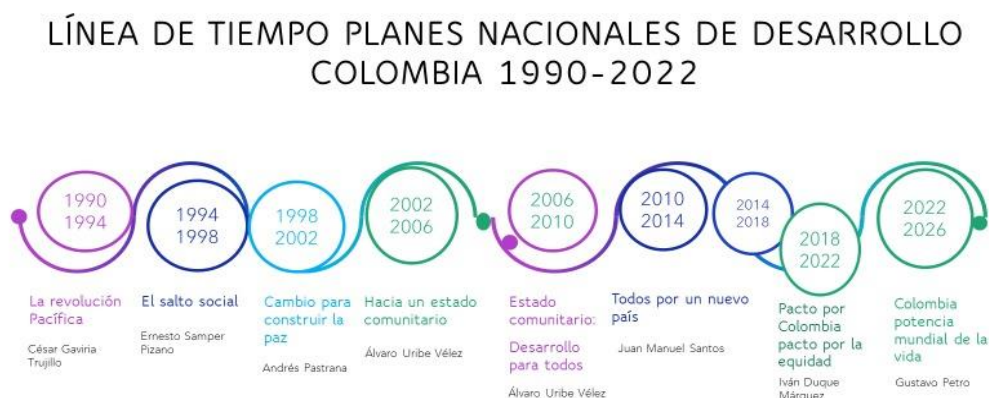 LÍNEA DE TIEMPO PLANES NACIONALES DE DESARROLLO
COLOMBIA 1990-2022
1990
1994
1994
1998
1998
2002
2002
2006
2006
2010
2010
2014
2014
2018
2018
2022
2022
2026
La revolución
Pacífica
César Gaviria
Trujillo
El salto social
Ernesto Samper
Pizano
Cambio para
construir la
paz
Andrés Pastrana
Hacia un estado
comunitario
Álvaro Uribe Vélez
Estado
comunitario:
Desarrollo
para todos
Álvaro Uribe Vélez
Todos por un nuevo
país
Juan Manuel Santos
Pacto por
Colombia
pacto por la
equidad
Iván Duque
Márquez
Colombia
potencia
mundial de la
vida
Gustavo Petro